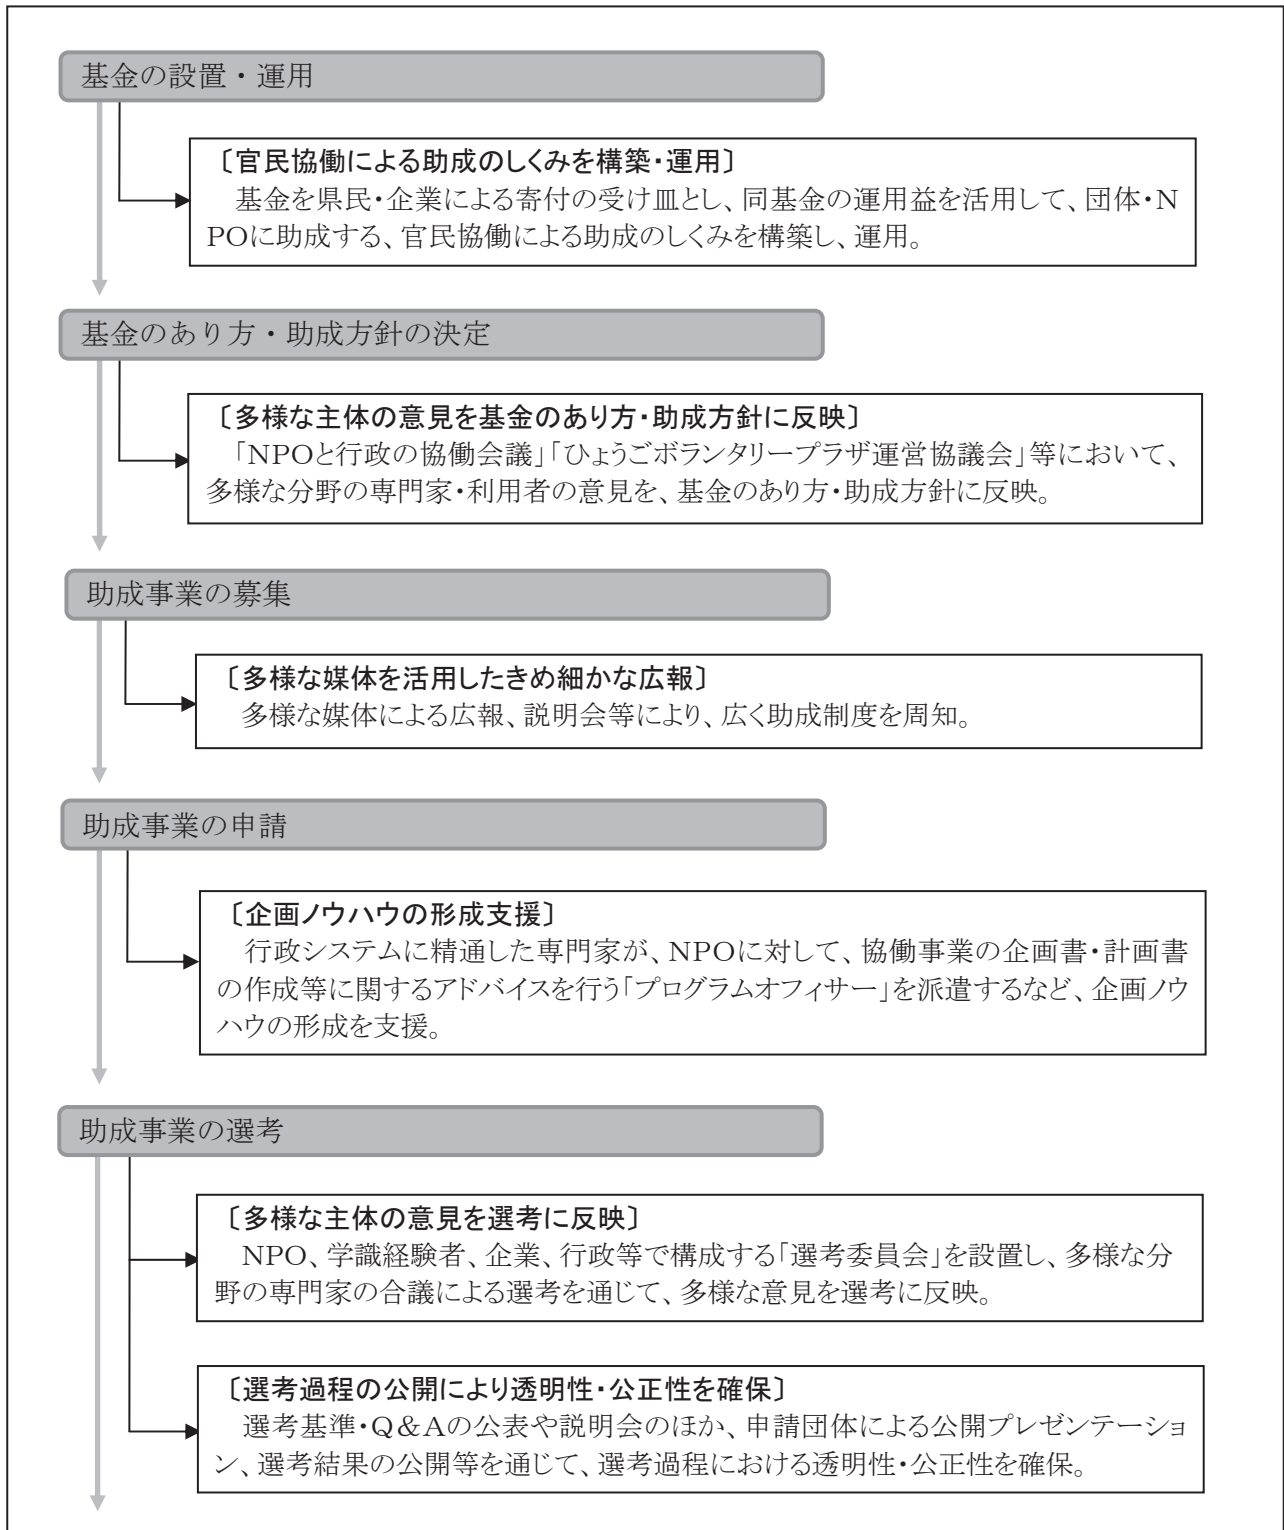 基金の設置・運用
〔官民協働による助成のしくみを構築・運用〕
基金を県民・企業による寄付の受け皿とし、同基金の運用益を活用して、団体・N
POに助成する、官民協働による助成のしくみを構築し、運用。
基金のあり方・助成方針の決定
〔多様な主体の意見を基金のあり方・助成方針に反映〕
「NPOと行政の協働会議」「ひょうごボランタリープラザ運営協議会」等において、
多様な分野の専門家・利用者の意見を、基金のあり方・助成方針に反映。
助成事業の募集
〔多様な媒体を活用したきめ細かな広報〕
多様な媒体による広報、説明会等により、広く助成制度を周知。
助成事業の申請
〔企画ノウハウの形成支援〕
行政システムに精通した専門家が、NPOに対して、協働事業の企画書・計画書
の作成等に関するアドバイスを行う「プログラムオフィサー」を派遣するなど、企画ノウ
ハウの形成を支援。
助成事業の選考
〔多様な主体の意見を選考に反映〕
NPO、学識経験者、企業、行政等で構成する「選考委員会」を設置し、多様な分
野の専門家の合議による選考を通じて、多様な意見を選考に反映。
〔選考過程の公開により透明性・公正性を確保〕
選考基準・Q&Aの公表や説明会のほか、申請団体による公開プレゼンテーショ
ン、選考結果の公開等を通じて、選考過程における透明性・公正性を確保。